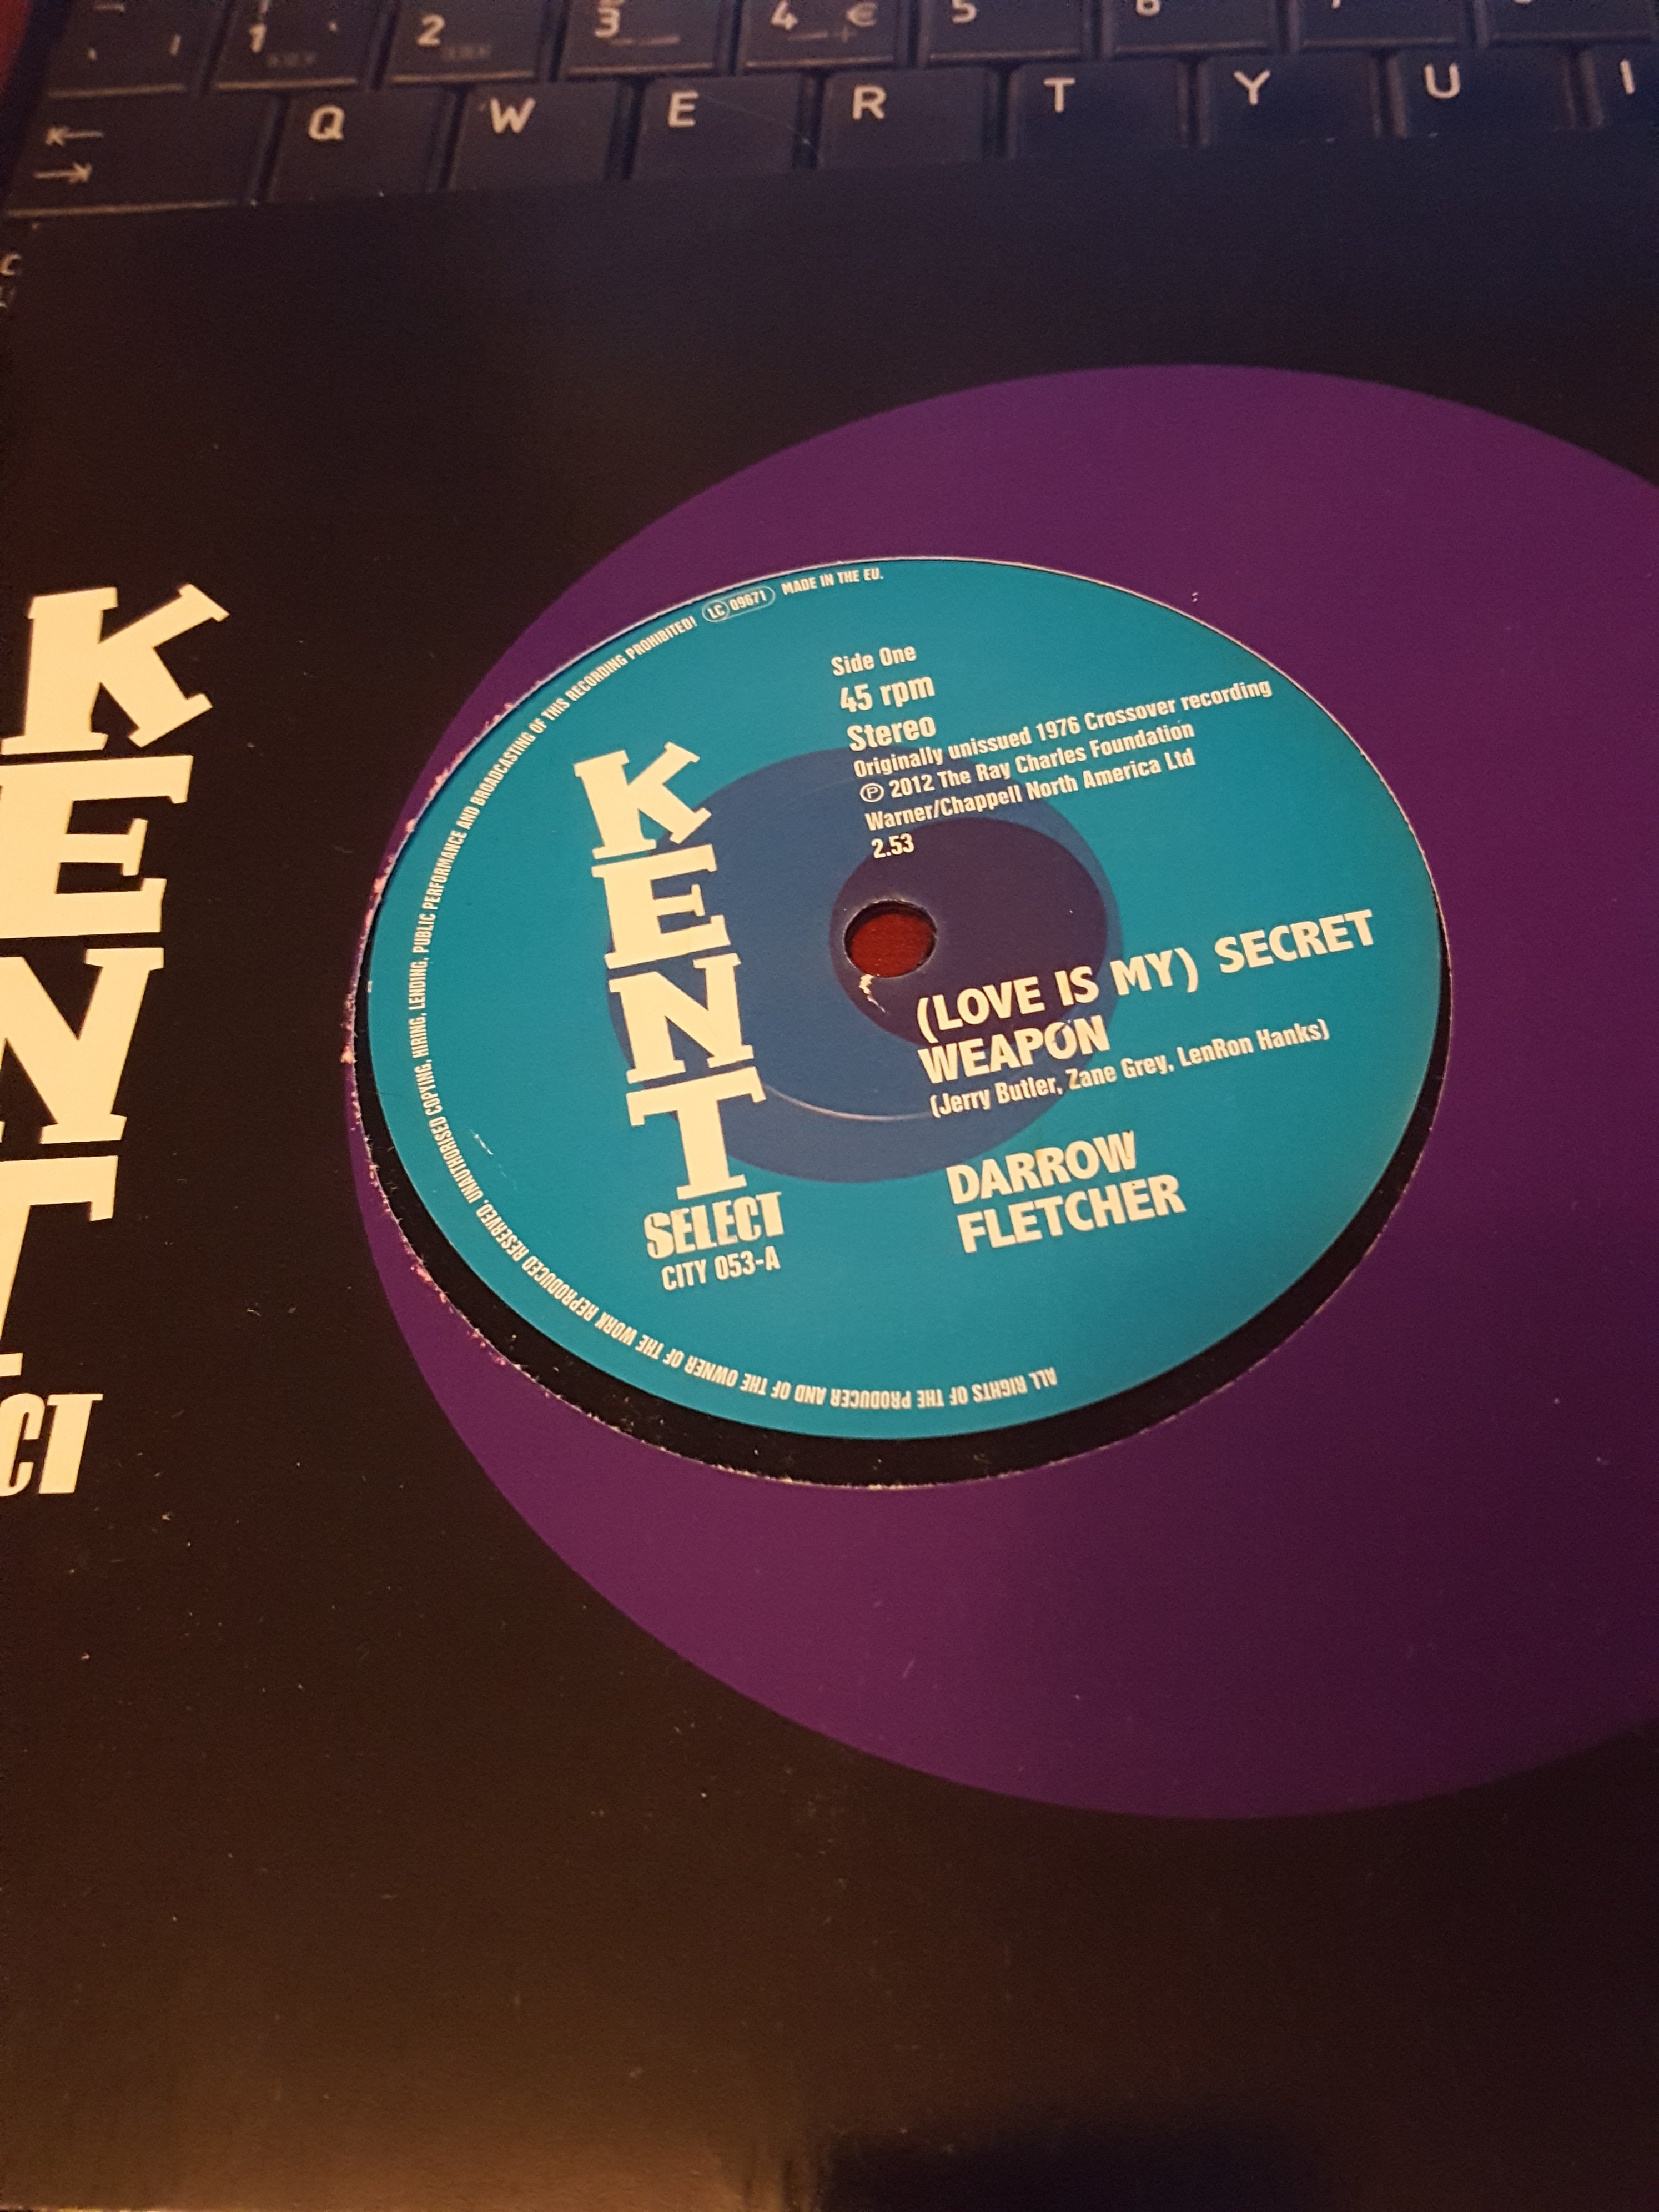 1
2
3
4 €
5
6
Q W E R T Y U I
KENT
CT
MADE IN THE EU.
LC 09671
Side One
45 rpm
Stereo
Originally unissued 1976 Crossover recording
℗ 2012 The Ray Charles Foundation
Warner/Chappell North America Ltd
2.53
KENT
SELECT
CITY 053-A
(LOVE IS MY) SECRET
WEAPON
(Jerry Butler, Zane Grey, LenRon Hanks)
DARROW
FLETCHER
ALL RIGHTS OF THE PRODUCER AND OF THE OWNER OF THE WORK REPRODUCED RESERVED. UNAUTHORISED COPYING, HIRING, LENDING, PUBLIC PERFORMANCE AND BROADCASTING OF THIS RECORDING PROHIBITED!